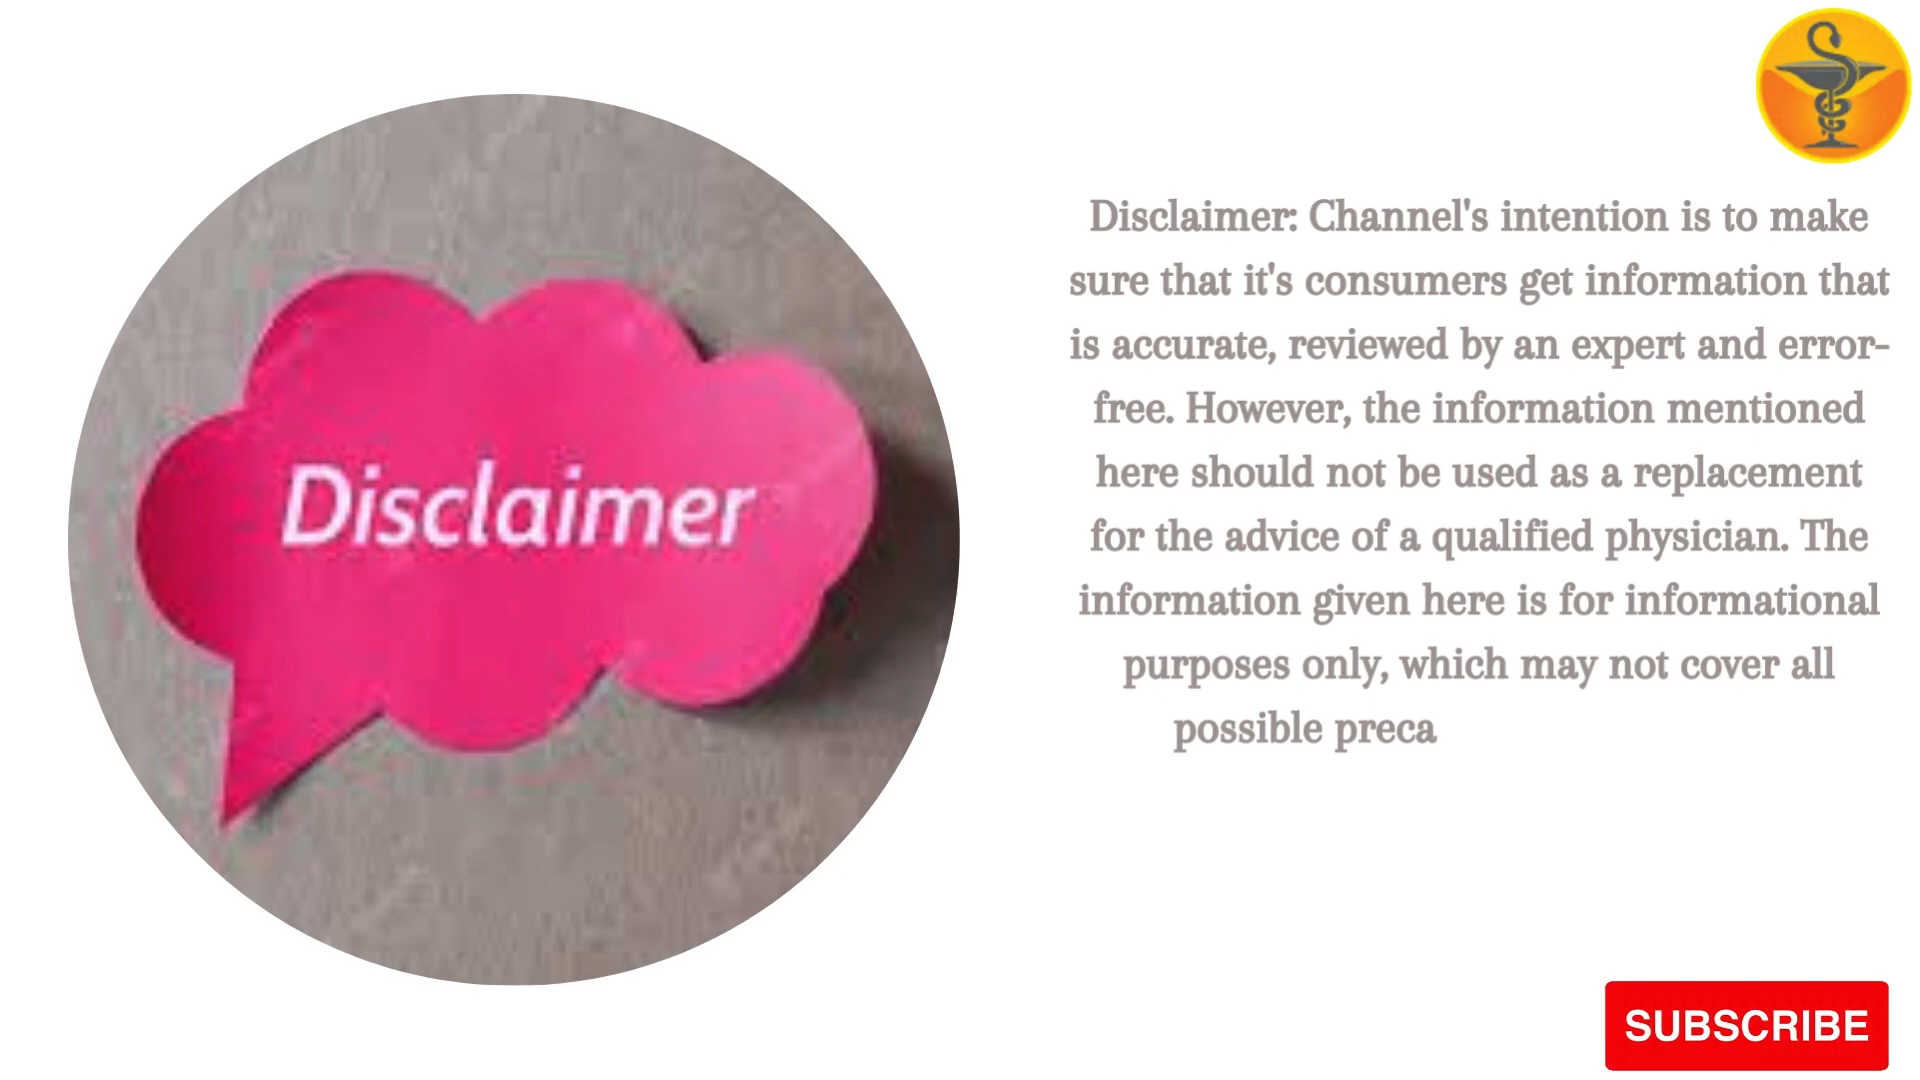 Disclaimer
Disclaimer: Channel's intention is to make
sure that it's consumers get information that
is accurate, reviewed by an expert and error-
free. However, the information mentioned
here should not be used as a replacement
for the advice of a qualified physician. The
information given here is for informational
purposes only, which may not cover all
possible preca
SUBSCRIBE